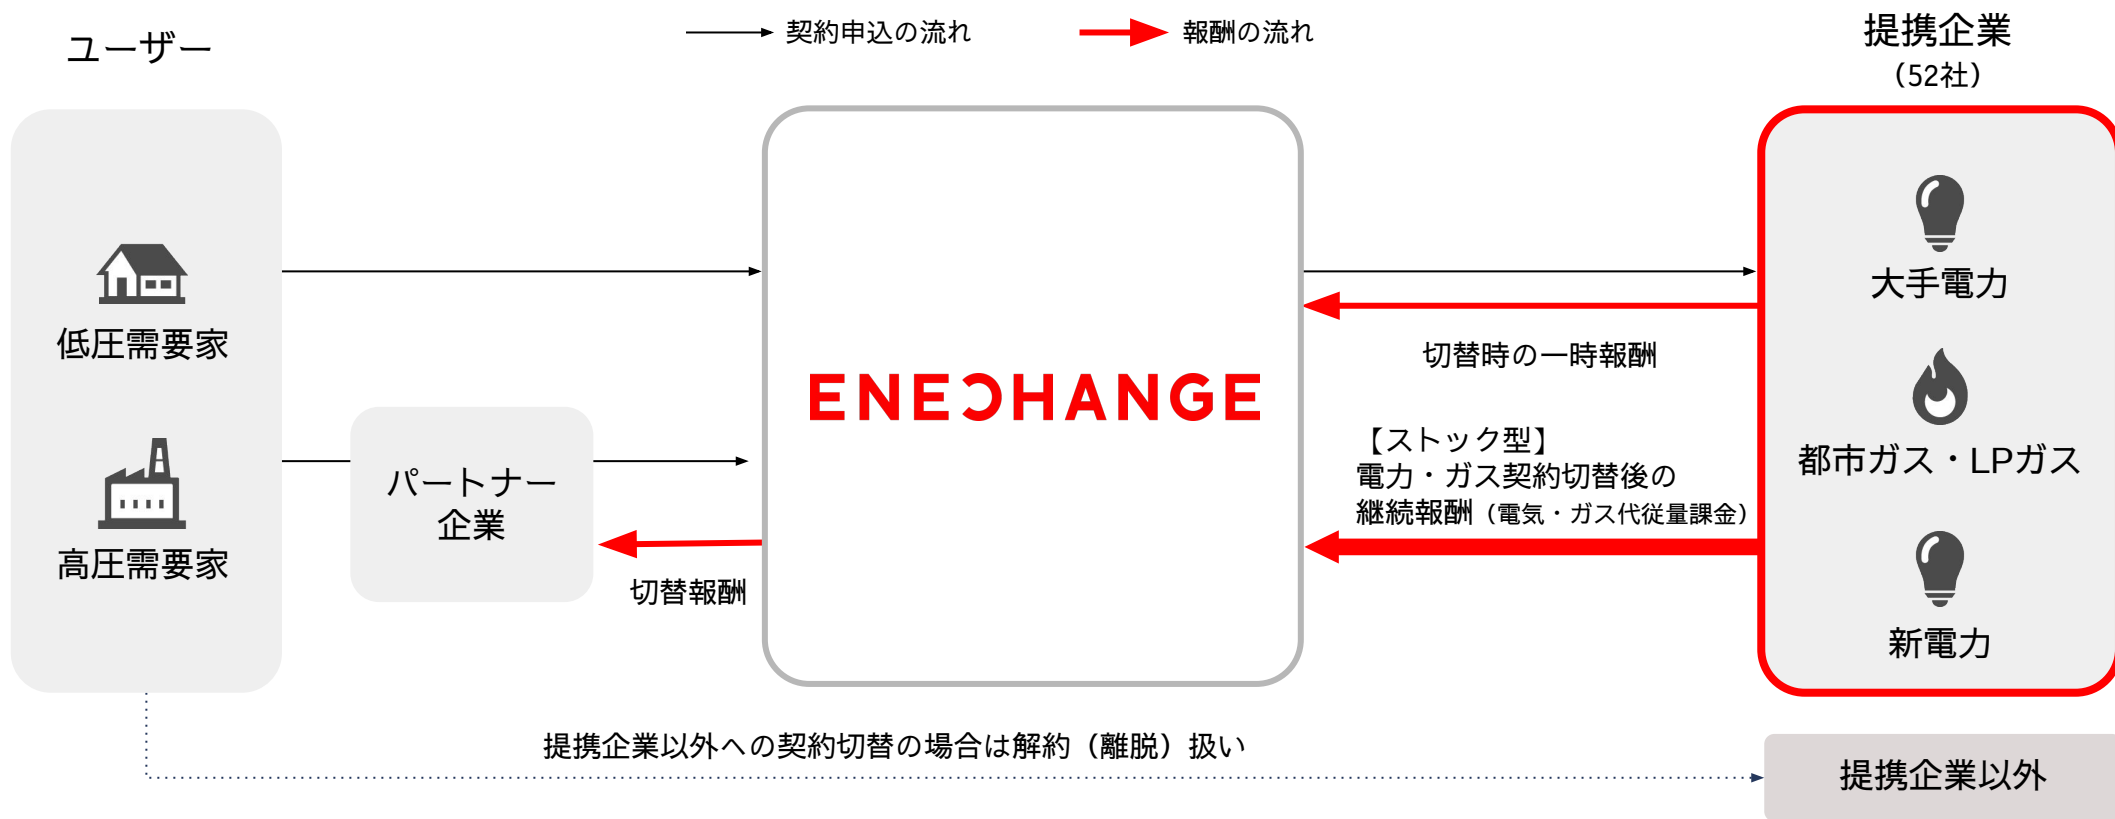 契約申込の流れ
報酬の流れ
ユーザー
提携企業
（52社）
低圧需要家
高圧需要家
パートナー
企業
切替報酬
ENECHANGE
切替時の一時報酬
【ストック型】
電力・ガス契約切替後の
継続報酬（電気・ガス代従量課金）
大手電力
都市ガス・LPガス
新電力
提携企業以外への契約切替の場合は解約（離脱）扱い
提携企業以外